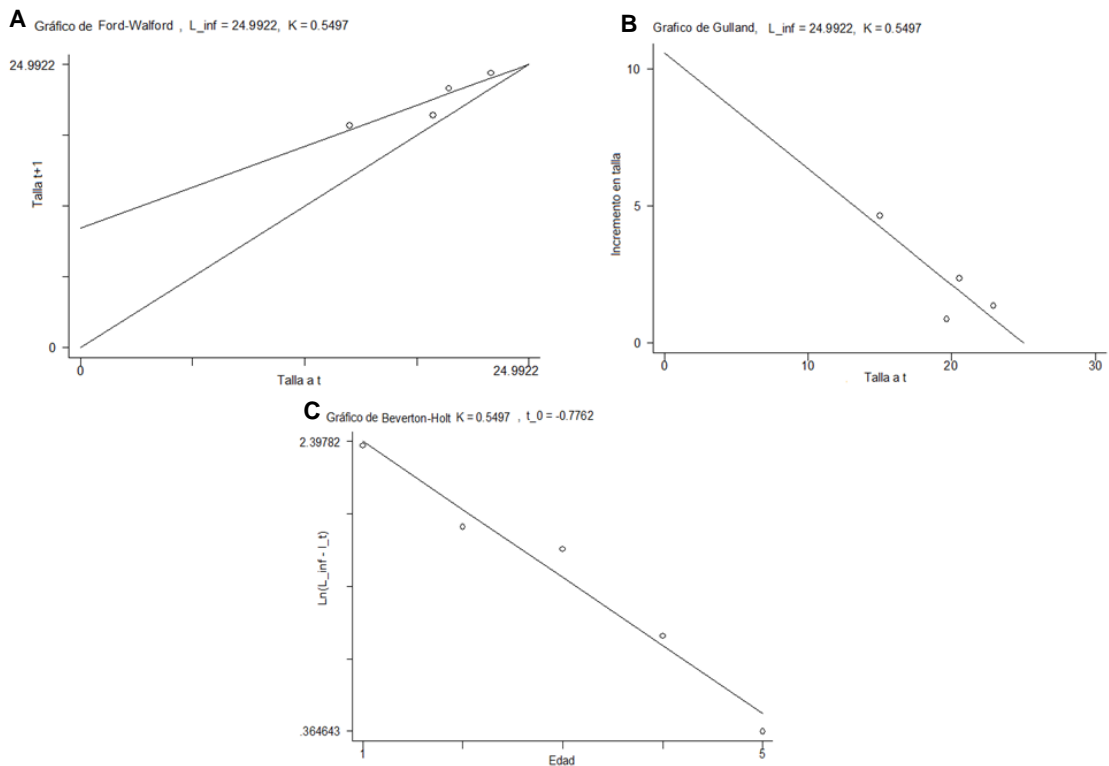 A
Gráfico de Ford-Walford , L_inf = 24.9922, K = 0.5497
24.9922
Talla t+1
0
0
24.9922
Talla a t
B
Grafico de Gulland, L_inf = 24.9922, K = 0.5497
10
Incremento en talla
5
0
0
10
20
30
Talla a t
C
Gráfico de Beverton-Holt K = 0.5497 , t_0 = -0.7762
2.39782
Ln(L_inf - l_t)
.364643
1
5
Edad